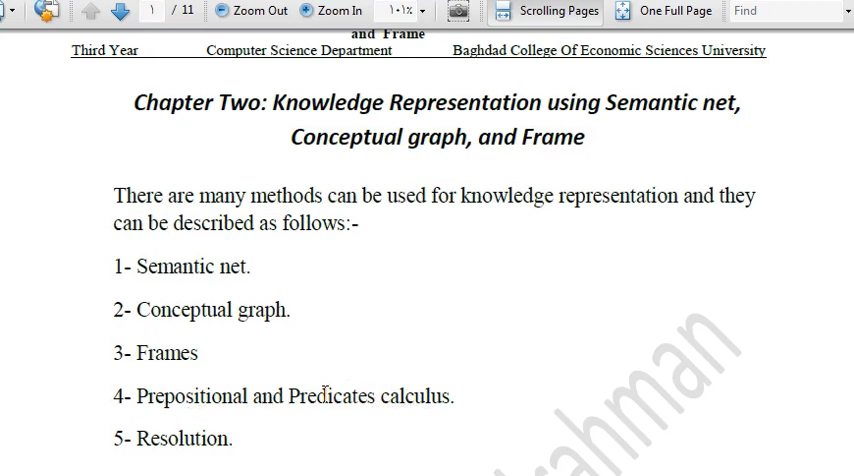 ١ / 11 Zoom Out Zoom In ١٠١% Scrolling Pages One Full Page Find
and Frame
Third Year Computer Science Department Baghdad College Of Economic Sciences University
Chapter Two: Knowledge Representation using Semantic net,
Conceptual graph, and Frame
There are many methods can be used for knowledge representation and they
can be described as follows:-
1- Semantic net.
2- Conceptual graph.
3- Frames
4- Prepositional and Predicates calculus.
5- Resolution.